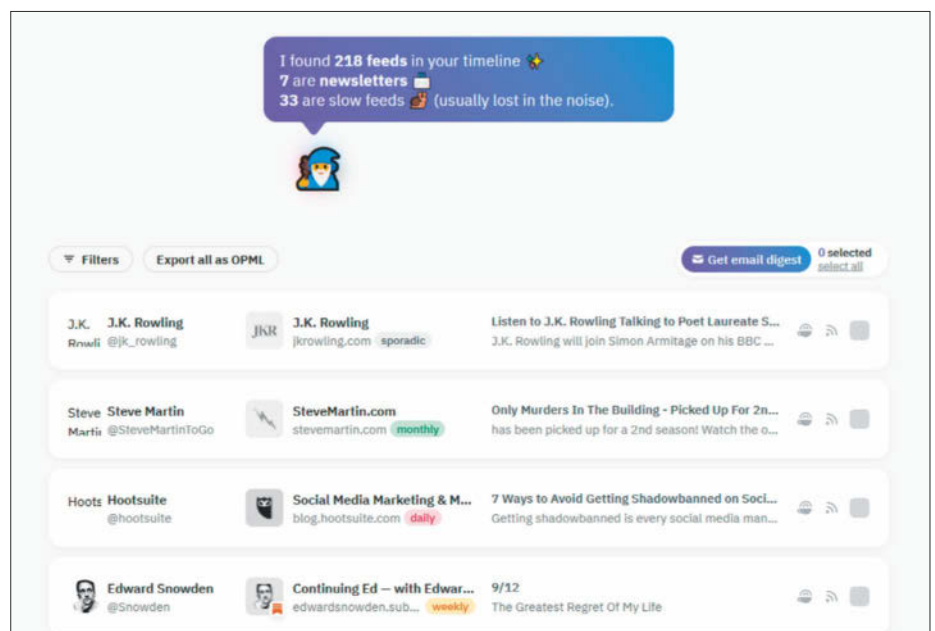 I found 218 feeds in your timeline
7 are newsletters
33 are slow feeds (usually lost in the noise).
Filters
Export all as OPML
Get email digest
0 selected
select all
J.K.
Rowli
J.K. Rowling
@jk_rowling
JKR
J.K. Rowling
jkrowling.com sporadic
Listen to J.K. Rowling Talking to Poet Laureate S...
J.K. Rowling will join Simon Armitage on his BBC ...
Steve
Martin
Steve Martin
@SteveMartinToGo
SteveMartin.com
stevemartin.com monthly
Only Murders In The Building - Picked Up For 2n...
has been picked up for a 2nd season! Watch the o...
Hoots
Hootsuite
@hootsuite
Social Media Marketing & M...
blog.hootsuite.com daily
7 Ways to Avoid Getting Shadowbanned on Soci...
Getting shadowbanned is every social media man...
Edward Snowden
@Snowden
Continuing Ed — with Edwar...
edwardsnowden.sub... weekly
9/12
The Greatest Regret Of My Life